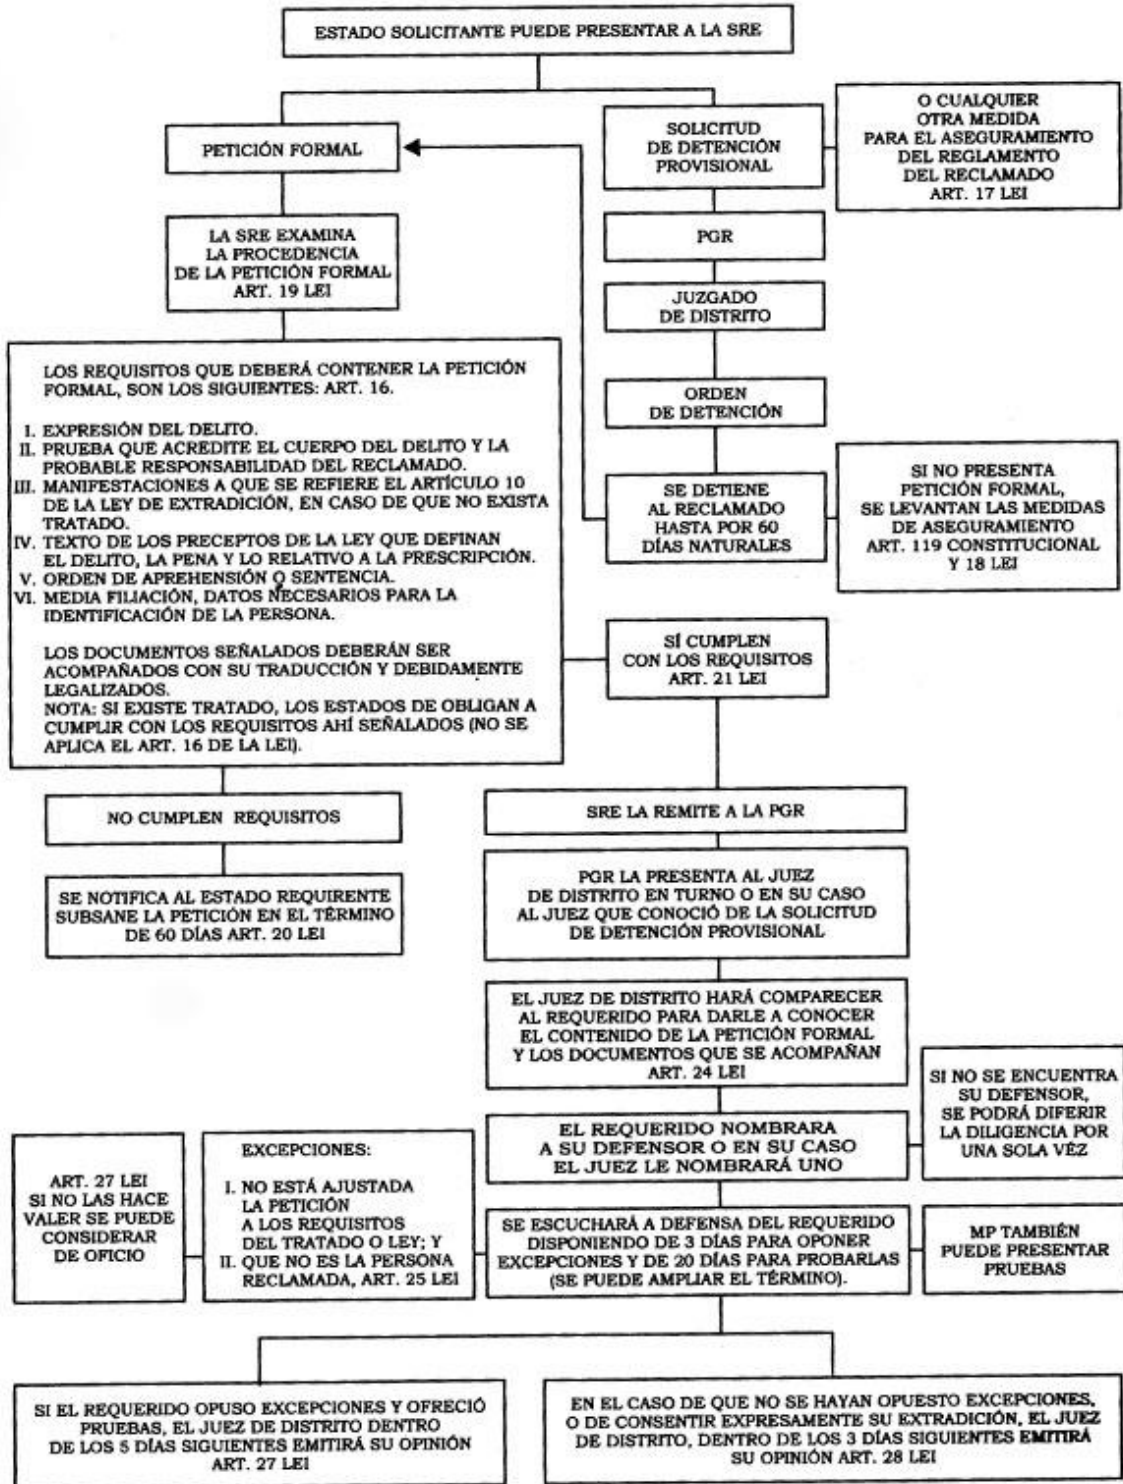 ESTADO SOLICITANTE PUEDE PRESENTAR A LA SRE
PETICIÓN FORMAL
SOLICITUD
DE DETENCIÓN
PROVISIONAL
O CUALQUIER
OTRA MEDIDA
PARA EL ASEGURAMIENTO
DEL REGLAMENTO
DEL RECLAMADO
ART. 17 LEI
LA SRE EXAMINA
LA PROCEDENCIA
DE LA PETICIÓN FORMAL
ART. 19 LEI
PGR
JUZGADO
DE DISTRITO
ORDEN
DE DETENCIÓN
SE DETIENE
AL RECLAMADO
HASTA POR 60
DÍAS NATURALES
SI NO PRESENTA
PETICIÓN FORMAL,
SE LEVANTAN LAS MEDIDAS
DE ASEGURAMIENTO
ART. 119 CONSTITUCIONAL
Y 18 LEI
LOS REQUISITOS QUE DEBERÁ CONTENER LA PETICIÓN
FORMAL, SON LOS SIGUIENTES: ART. 16.
I. EXPRESIÓN DEL DELITO.
II. PRUEBA QUE ACREDITE EL CUERPO DEL DELITO Y LA
PROBABLE RESPONSABILIDAD DEL RECLAMADO.
III. MANIFESTACIONES A QUE SE REFIERE EL ARTÍCULO 10
DE LA LEY DE EXTRADICIÓN, EN CASO DE QUE NO EXISTA
TRATADO.
IV. TEXTO DE LOS PRECEPTOS DE LA LEY QUE DEFINAN
EL DELITO, LA PENA Y LO RELATIVO A LA PRESCRIPCIÓN.
V. ORDEN DE APREHENSIÓN O SENTENCIA.
VI. MEDIA FILIACIÓN, DATOS NECESARIOS PARA LA
IDENTIFICACIÓN DE LA PERSONA.
LOS DOCUMENTOS SEÑALADOS DEBERÁN SER
ACOMPAÑADOS CON SU TRADUCCIÓN Y DEBIDAMENTE
LEGALIZADOS.
NOTA: SI EXISTE TRATADO, LOS ESTADOS DE OBLIGAN A
CUMPLIR CON LOS REQUISITOS AHÍ SEÑALADOS (NO SE
APLICA EL ART. 16 DE LA LEI).
SÍ CUMPLEN
CON LOS REQUISITOS
ART. 21 LEI
NO CUMPLEN REQUISITOS
SE NOTIFICA AL ESTADO REQUIRENTE
SUBSANE LA PETICIÓN EN EL TÉRMINO
DE 60 DÍAS ART. 20 LEI
SRE LA REMITE A LA PGR
PGR LA PRESENTA AL JUEZ
DE DISTRITO EN TURNO O EN SU CASO
AL JUEZ QUE CONOCIÓ DE LA SOLICITUD
DE DETENCIÓN PROVISIONAL
EL JUEZ DE DISTRITO HARÁ COMPARECER
AL REQUERIDO PARA DARLE A CONOCER
EL CONTENIDO DE LA PETICIÓN FORMAL
Y LOS DOCUMENTOS QUE SE ACOMPAÑAN
ART. 24 LEI
EL REQUERIDO NOMBRARA
A SU DEFENSOR O EN SU CASO
EL JUEZ LE NOMBRARÁ UNO
SI NO SE ENCUENTRA
SU DEFENSOR,
SE PODRÁ DIFERIR
LA DILIGENCIA POR
UNA SOLA VÉZ
ART. 27 LEI
SI NO LAS HACE
VALER SE PUEDE
CONSIDERAR
DE OFICIO
EXCEPCIONES:
I. NO ESTÁ AJUSTADA
LA PETICIÓN
A LOS REQUISITOS
DEL TRATADO O LEY; Y
II. QUE NO ES LA PERSONA
RECLAMADA, ART. 25 LEI
SE ESCUCHARÁ A DEFENSA DEL REQUERIDO
DISPONIENDO DE 3 DÍAS PARA OPONER
EXCEPCIONES Y DE 20 DÍAS PARA PROBARLAS
(SE PUEDE AMPLIAR EL TÉRMINO).
MP TAMBIÉN
PUEDE PRESENTAR
PRUEBAS
SI EL REQUERIDO OPUSO EXCEPCIONES Y OFRECIÓ
PRUEBAS, EL JUEZ DE DISTRITO DENTRO
DE LOS 5 DÍAS SIGUIENTES EMITIRÁ SU OPINIÓN
ART. 27 LEI
EN EL CASO DE QUE NO SE HAYAN OPUESTO EXCEPCIONES,
O DE CONSENTIR EXPRESAMENTE SU EXTRADICIÓN, EL JUEZ
DE DISTRITO, DENTRO DE LOS 3 DÍAS SIGUIENTES EMITIRÁ
SU OPINIÓN ART. 28 LEI